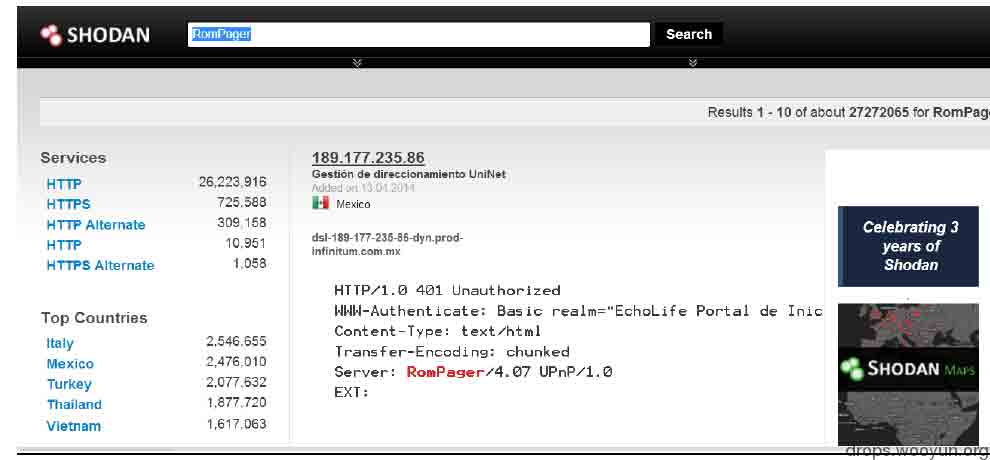 SHODAN
RomPager
Search
Results 1 - 10 of about 27272065 for RomPage
Services
HTTP 26,223,916
HTTPS 725,588
HTTP Alternate 309,158
HTTP 10,951
HTTPS Alternate 1,058
Top Countries
Italy 2,546,655
Mexico 2,476,010
Turkey 2,077,632
Thailand 1,877,720
Vietnam 1,617,063
189.177.235.86
Gestión de direccionamiento UniNet
Added on 13.04.2014
Mexico
dsl-189-177-235-86-dyn.prod-
infinitum.com.mx
HTTP/1.0 401 Unauthorized
WWW-Authenticate: Basic realm="EchoLife Portal de Inic
Content-Type: text/html
Transfer-Encoding: chunked
Server: RomPager/4.07 UPnP/1.0
EXT:
Celebrating 3
years of
Shodan
SHODAN MAPS
drops.wooyun.org